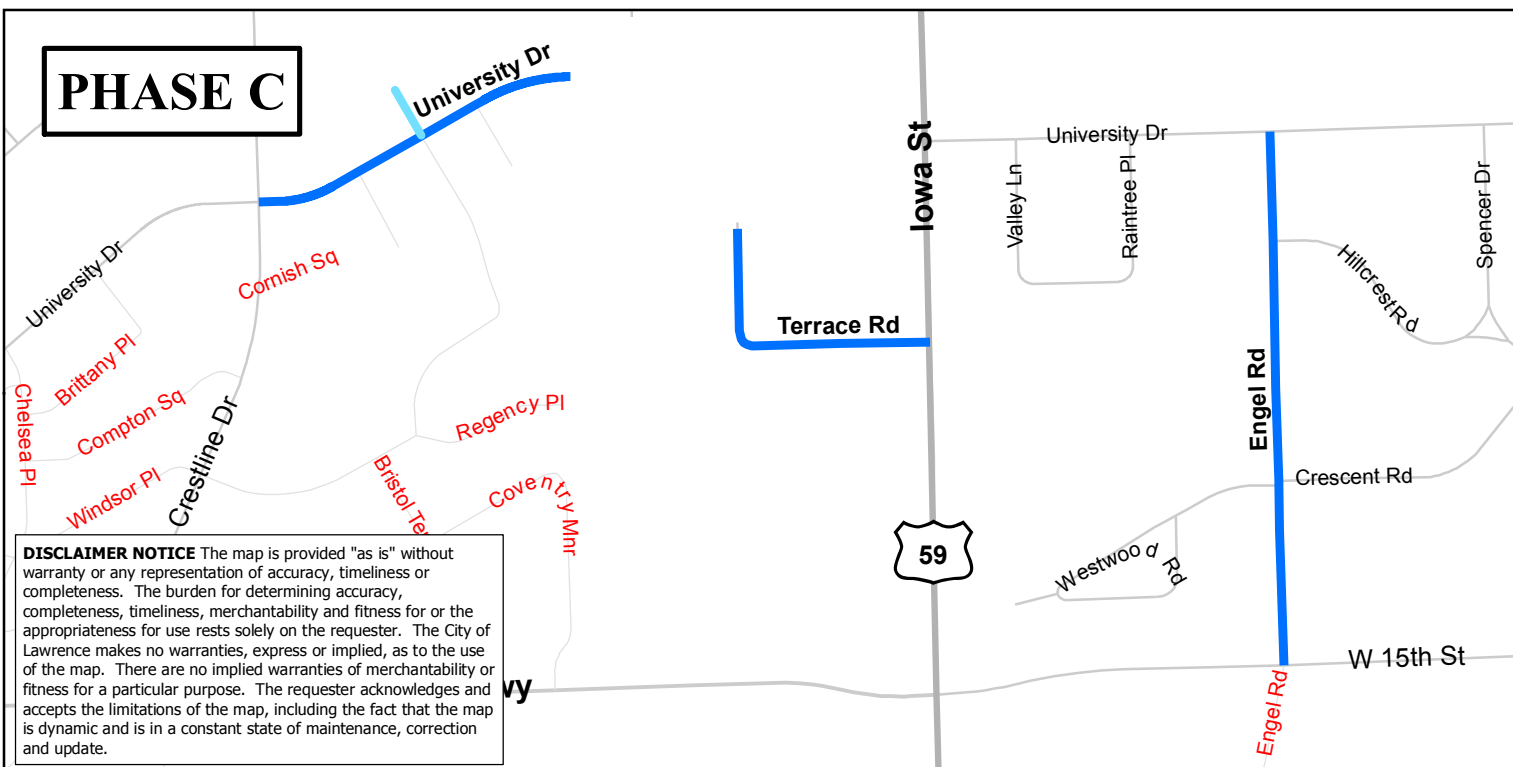 PHASE C
University Dr
Iowa St
University Dr
Valley Ln
Raintree Pl
Spencer Dr
Hillcrest Rd
University Dr
Cornish Sq
Terrace Rd
Engel Rd
Brittany Pl
Chelsea Pl
Compton Sq
Crestline Dr
Regency Pl
Windsor Pl
Bristol Ter
Coventry Mnr
Crescent Rd
59
Westwood Rd
W 15th St
Engel Rd
wy
DISCLAIMER NOTICE The map is provided "as is" without
warranty or any representation of accuracy, timeliness or
completeness. The burden for determining accuracy,
completeness, timeliness, merchantability and fitness for or the
appropriateness for use rests solely on the requester. The City of
Lawrence makes no warranties, express or implied, as to the use
of the map. There are no implied warranties of merchantability or
fitness for a particular purpose. The requester acknowledges and
accepts the limitations of the map, including the fact that the map
is dynamic and is in a constant state of maintenance, correction
and update.